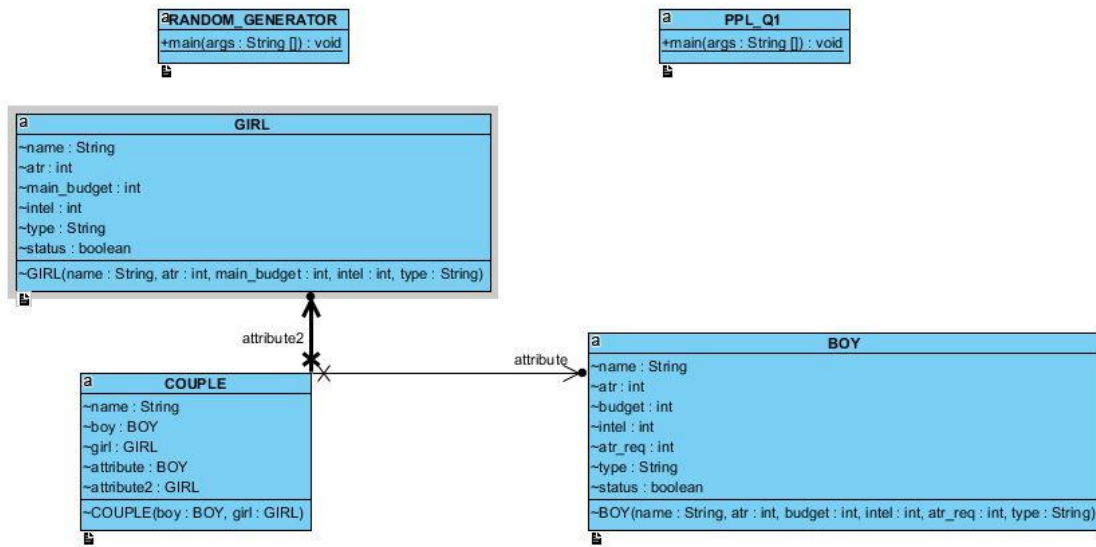 a
RANDOM_GENERATOR
+main(args : String []) : void
a
PPL_Q1
+main(args : String []) : void
a
GIRL
~name : String
~atr : int
~main_budget : int
~intel : int
~type : String
~status : boolean
~GIRL(name : String, atr : int, main_budget : int, intel : int, type : String)
attribute2
attribute
a
COUPLE
~name : String
~boy : BOY
~girl : GIRL
~attribute : BOY
~attribute2 : GIRL
~COUPLE(boy : BOY, girl : GIRL)
a
BOY
~name : String
~atr : int
~budget : int
~intel : int
~atr_req : int
~type : String
~status : boolean
~BOY(name : String, atr : int, budget : int, intel : int, atr_req : int, type : String)